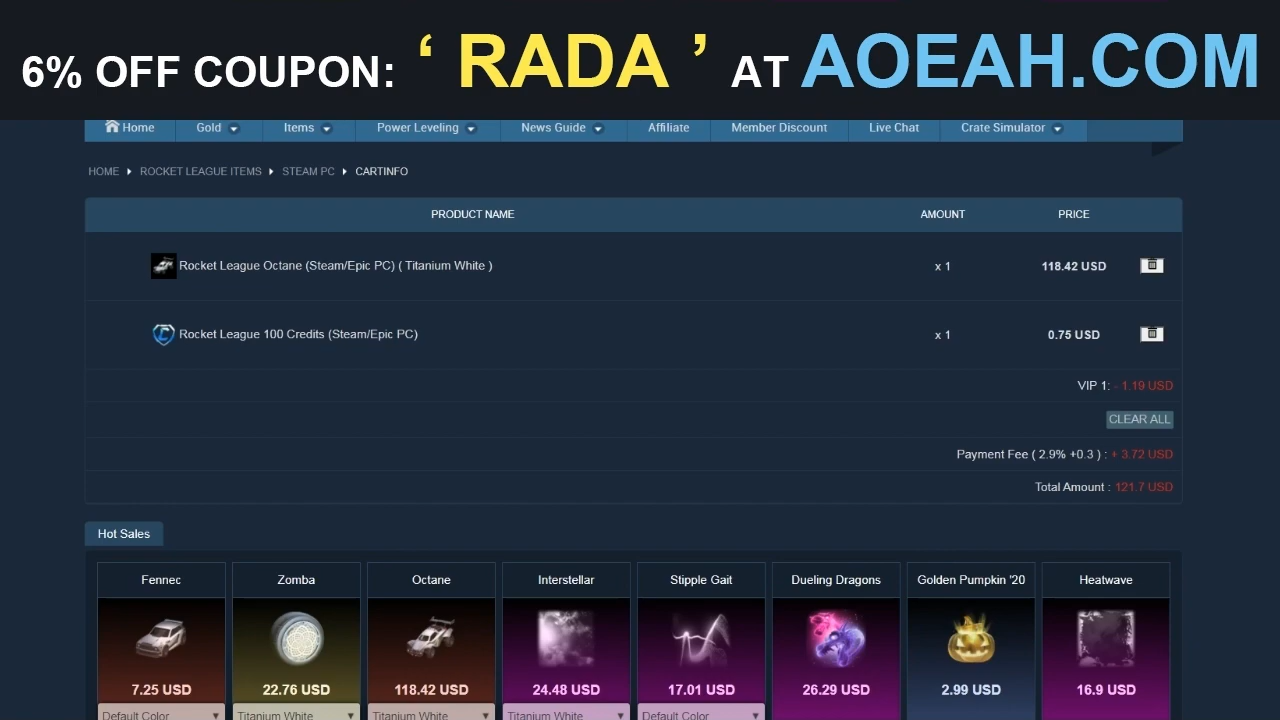 6% OFF COUPON: ‘ RADA ’ AT AOEAH.COM
Home Gold Items Power Leveling News Guide Affiliate Member Discount Live Chat Crate Simulator
HOME ROCKET LEAGUE ITEMS STEAM PC CARTINFO
PRODUCT NAME AMOUNT PRICE
Rocket League Octane (Steam/Epic PC) ( Titanium White ) x 1 118.42 USD
Rocket League 100 Credits (Steam/Epic PC) x 1 0.75 USD
VIP 1: - 1.19 USD
CLEAR ALL
Payment Fee ( 2.9% +0.3 ) : + 3.72 USD
Total Amount : 121.7 USD
Hot Sales
Fennec Zomba Octane Interstellar Stipple Gait Dueling Dragons Golden Pumpkin '20 Heatwave
7.25 USD 22.76 USD 118.42 USD 24.48 USD 17.01 USD 26.29 USD 2.99 USD 16.9 USD
Default Color Titanium White Titanium White Titanium White Default Color